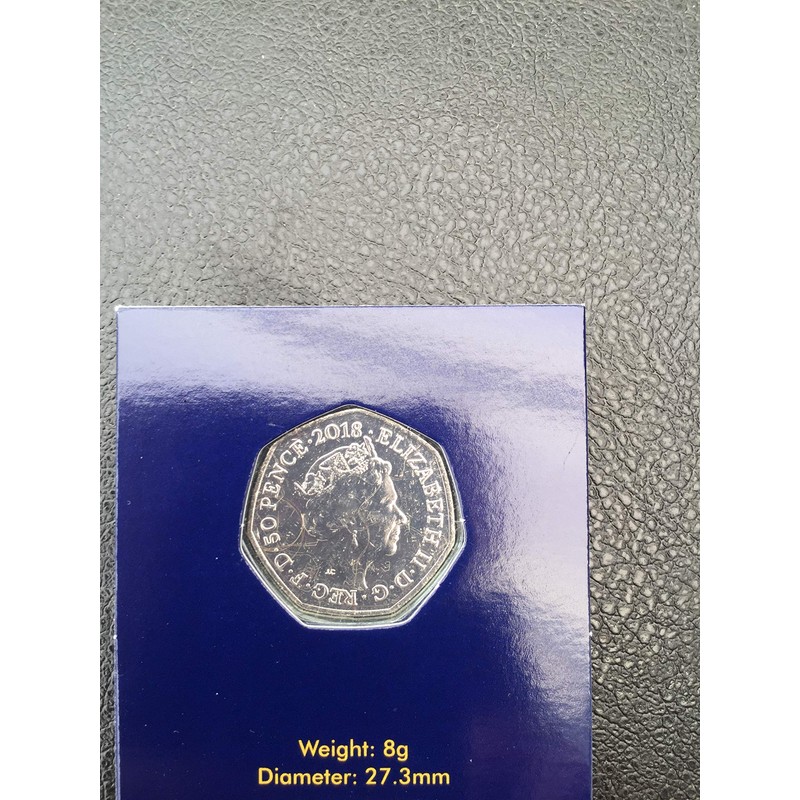 ELIZABETH II · D · G · REG · F · D · 50 PENCE · 2018 ·
J.C
Weight: 8g
Diameter: 27.3mm